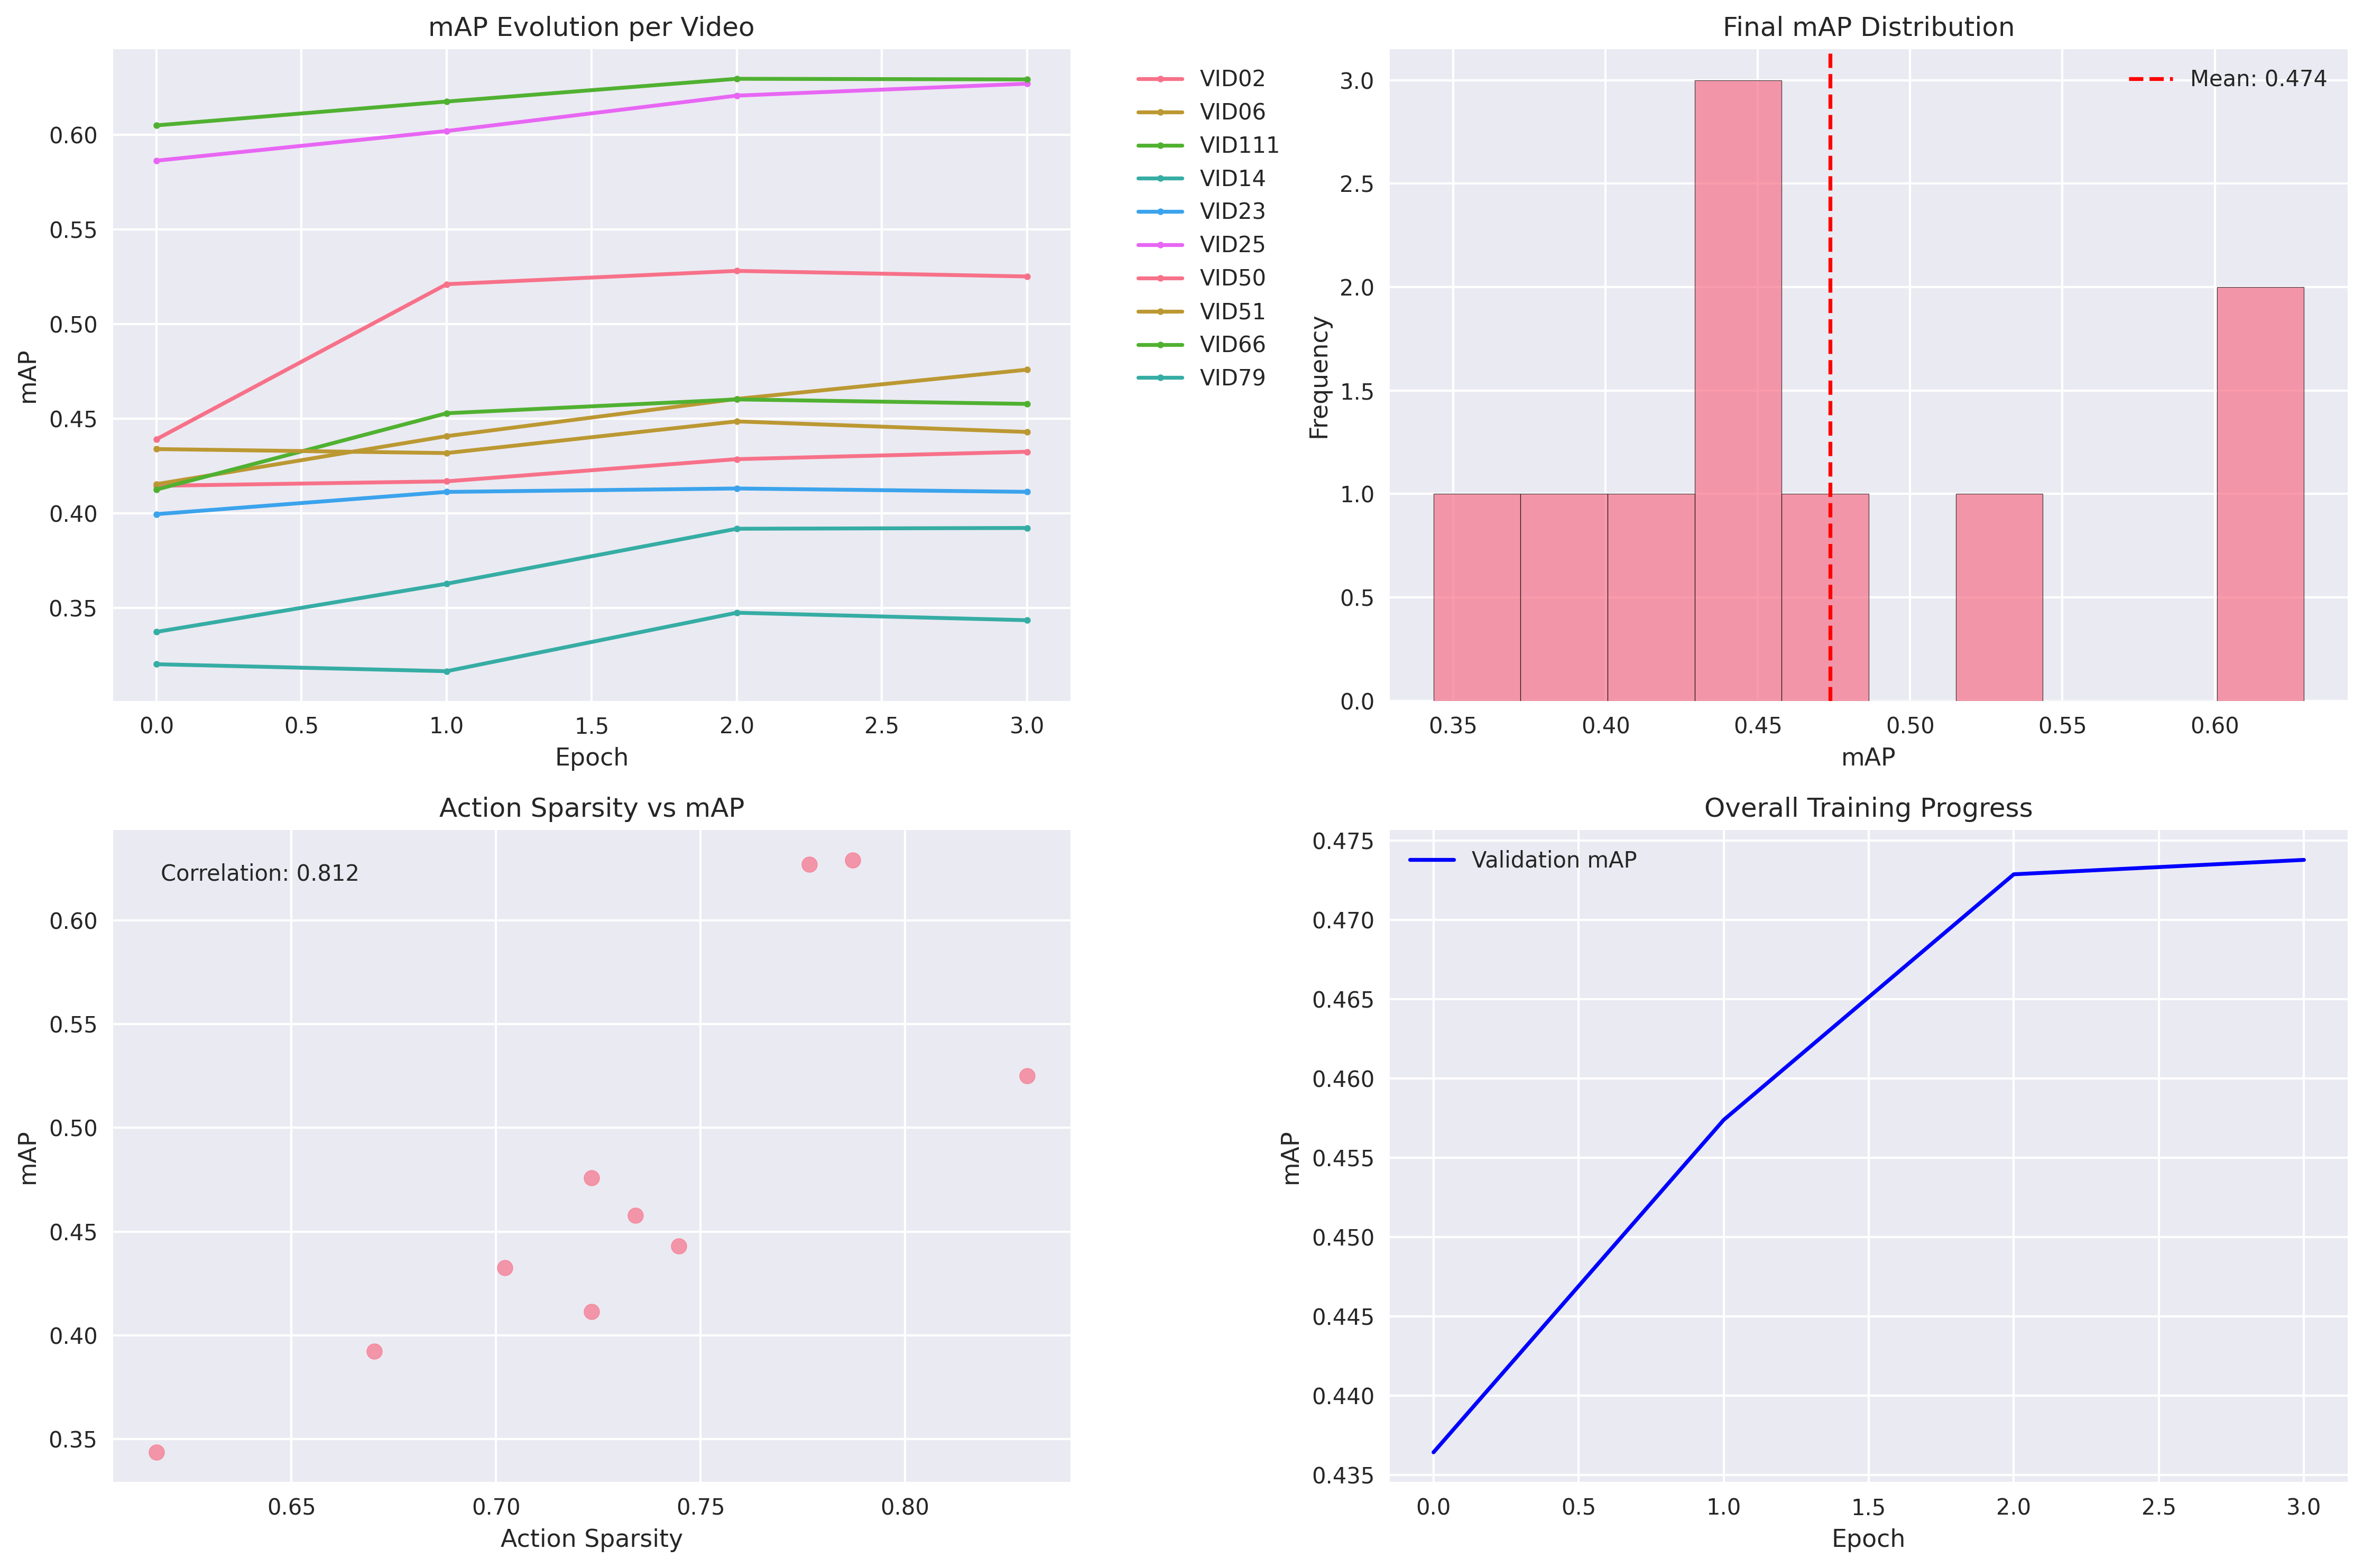 mAP Evolution per Video
mAP
0.60
0.55
0.50
0.45
0.40
0.35
0.0 0.5 1.0 1.5 2.0 2.5 3.0
Epoch
VID02
VID06
VID111
VID14
VID23
VID25
VID50
VID51
VID66
VID79
Final mAP Distribution
Mean: 0.474
Frequency
3.0
2.5
2.0
1.5
1.0
0.5
0.0
0.35 0.40 0.45 0.50 0.55 0.60
mAP
Action Sparsity vs mAP
Correlation: 0.812
mAP
0.60
0.55
0.50
0.45
0.40
0.35
0.65 0.70 0.75 0.80
Action Sparsity
Overall Training Progress
Validation mAP
mAP
0.475
0.470
0.465
0.460
0.455
0.450
0.445
0.440
0.435
0.0 0.5 1.0 1.5 2.0 2.5 3.0
Epoch